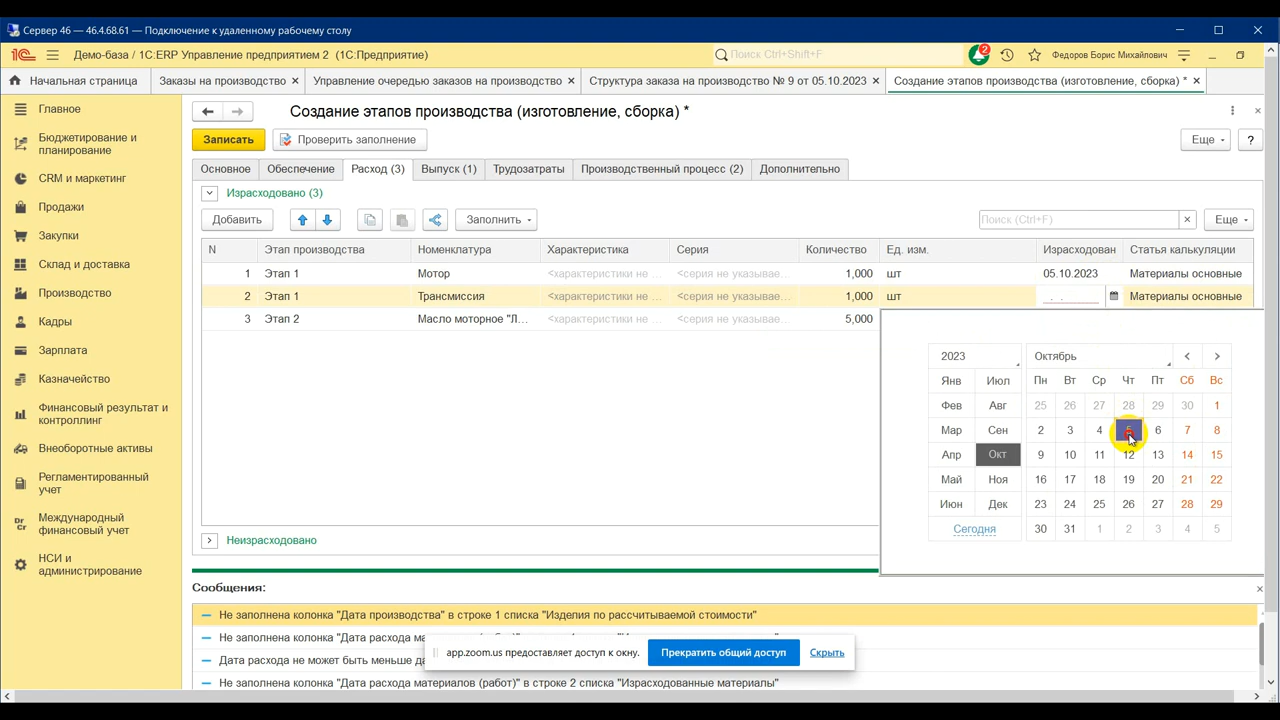 Сервер 46 — 46.4.68.61 — Подключение к удаленному рабочему столу
Демо-база / 1С:ERP Управление предприятием 2 (1С:Предприятие)
Поиск Ctrl+Shift+F
2
Федоров Борис Михайлович
Начальная страница
Заказы на производство
Управление очередью заказов на производство
Структура заказа на производство № 9 от 05.10.2023
Создание этапов производства (изготовление, сборка) *
Главное
Бюджетирование и
планирование
CRM и маркетинг
Продажи
Закупки
Склад и доставка
Производство
Кадры
Зарплата
Казначейство
Финансовый результат и
контроллинг
Внеоборотные активы
Регламентированный
учет
Международный
финансовый учет
НСИ и
администрирование
Создание этапов производства (изготовление, сборка) *
Записать
Проверить заполнение
Еще
?
Основное
Обеспечение
Расход (3)
Выпуск (1)
Трудозатраты
Производственный процесс (2)
Дополнительно
Израсходовано (3)
Добавить
Заполнить
Поиск (Ctrl+F)
Еще
N Этап производства Номенклатура Характеристика Серия Количество Ед. изм. Израсходован Статья калькуляции
1 Этап 1 Мотор <характеристики не ... <серия не указывае... 1,000 шт 05.10.2023 Материалы основные
2 Этап 1 Трансмиссия <характеристики не ... <серия не указывае... 1,000 шт . . Материалы основные
3 Этап 2 Масло моторное "Л... <характеристики не ... <серия не указывае... 5,000
2023 Октябрь
Янв Июл Пн Вт Ср Чт Пт Сб Вс
Фев Авг 25 26 27 28 29 30 1
Мар Сен 2 3 4 5 6 7 8
Апр Окт 9 10 11 12 13 14 15
Май Ноя 16 17 18 19 20 21 22
Июн Дек 23 24 25 26 27 28 29
Сегодня 30 31 1 2 3 4 5
Неизрасходовано
Сообщения:
Не заполнена колонка "Дата производства" в строке 1 списка "Изделия по рассчитываемой стоимости"
Не заполнена колонка "Дата расхода ма
Дата расхода не может быть меньше да
Не заполнена колонка "Дата расхода материалов (работ)" в строке 2 списка "Израсходованные материалы"
app.zoom.us предоставляет доступ к окну.
Прекратить общий доступ
Скрыть